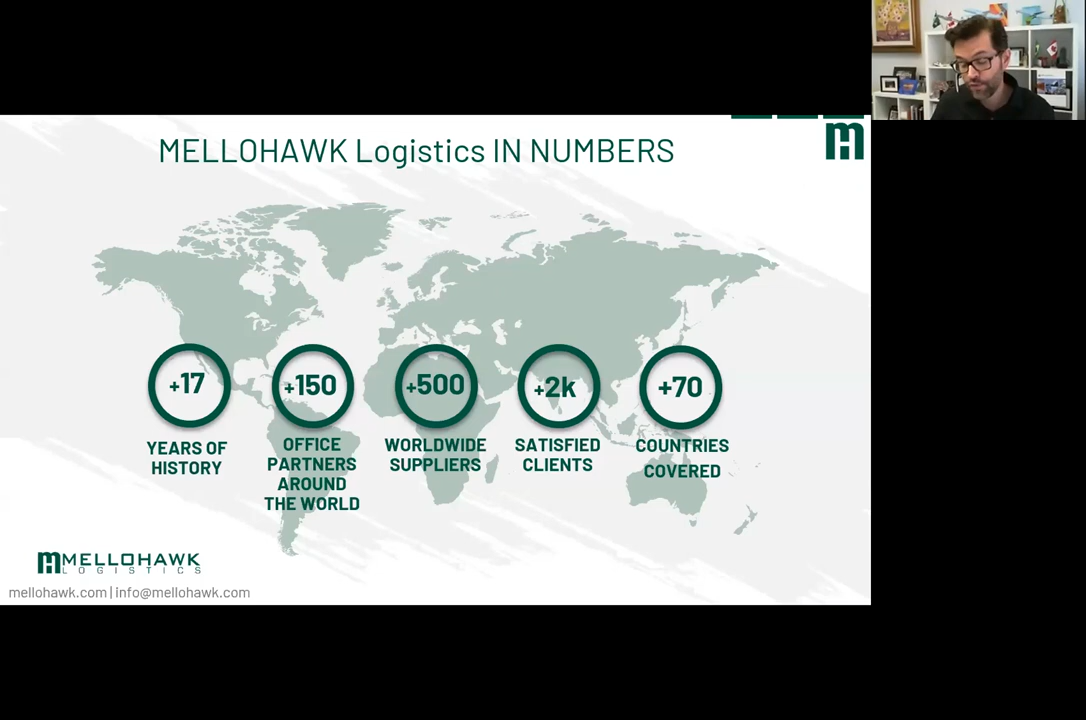 MELLOHAWK Logistics IN NUMBERS
+17
YEARS OF
HISTORY
+150
OFFICE
PARTNERS
AROUND
THE WORLD
+500
WORLDWIDE
SUPPLIERS
+2k
SATISFIED
CLIENTS
+70
COUNTRIES
COVERED
MELLOHAWK
LOGISTICS
mellohawk.com | info@mellohawk.com